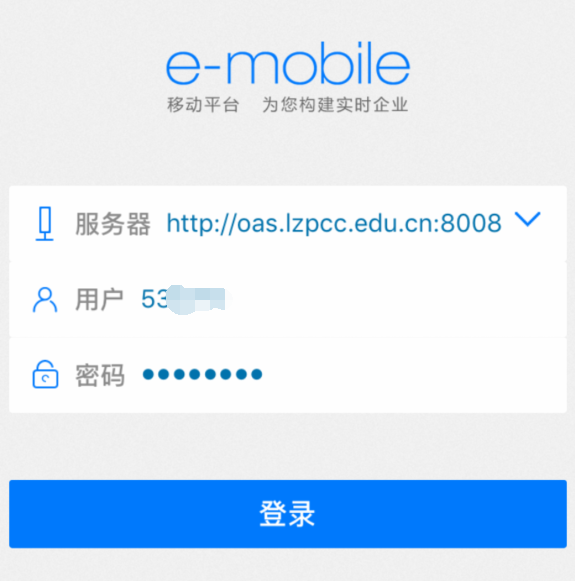 e-mobile
移动平台 为您构建实时企业
服务器 http://oas.lzpcc.edu.cn:8008
用户 53
密码 ••••••••
登录